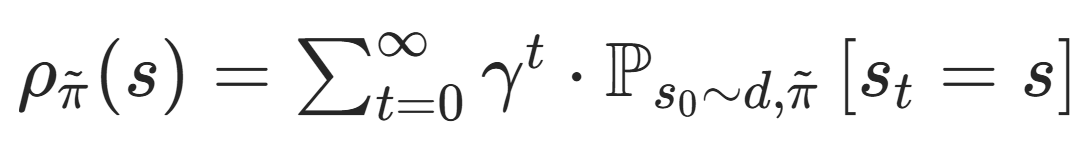 ρ_π̃(s) = ∑_{t=0}^∞ γ^t · ℙ_{s_0∼d,π̃} [s_t = s]